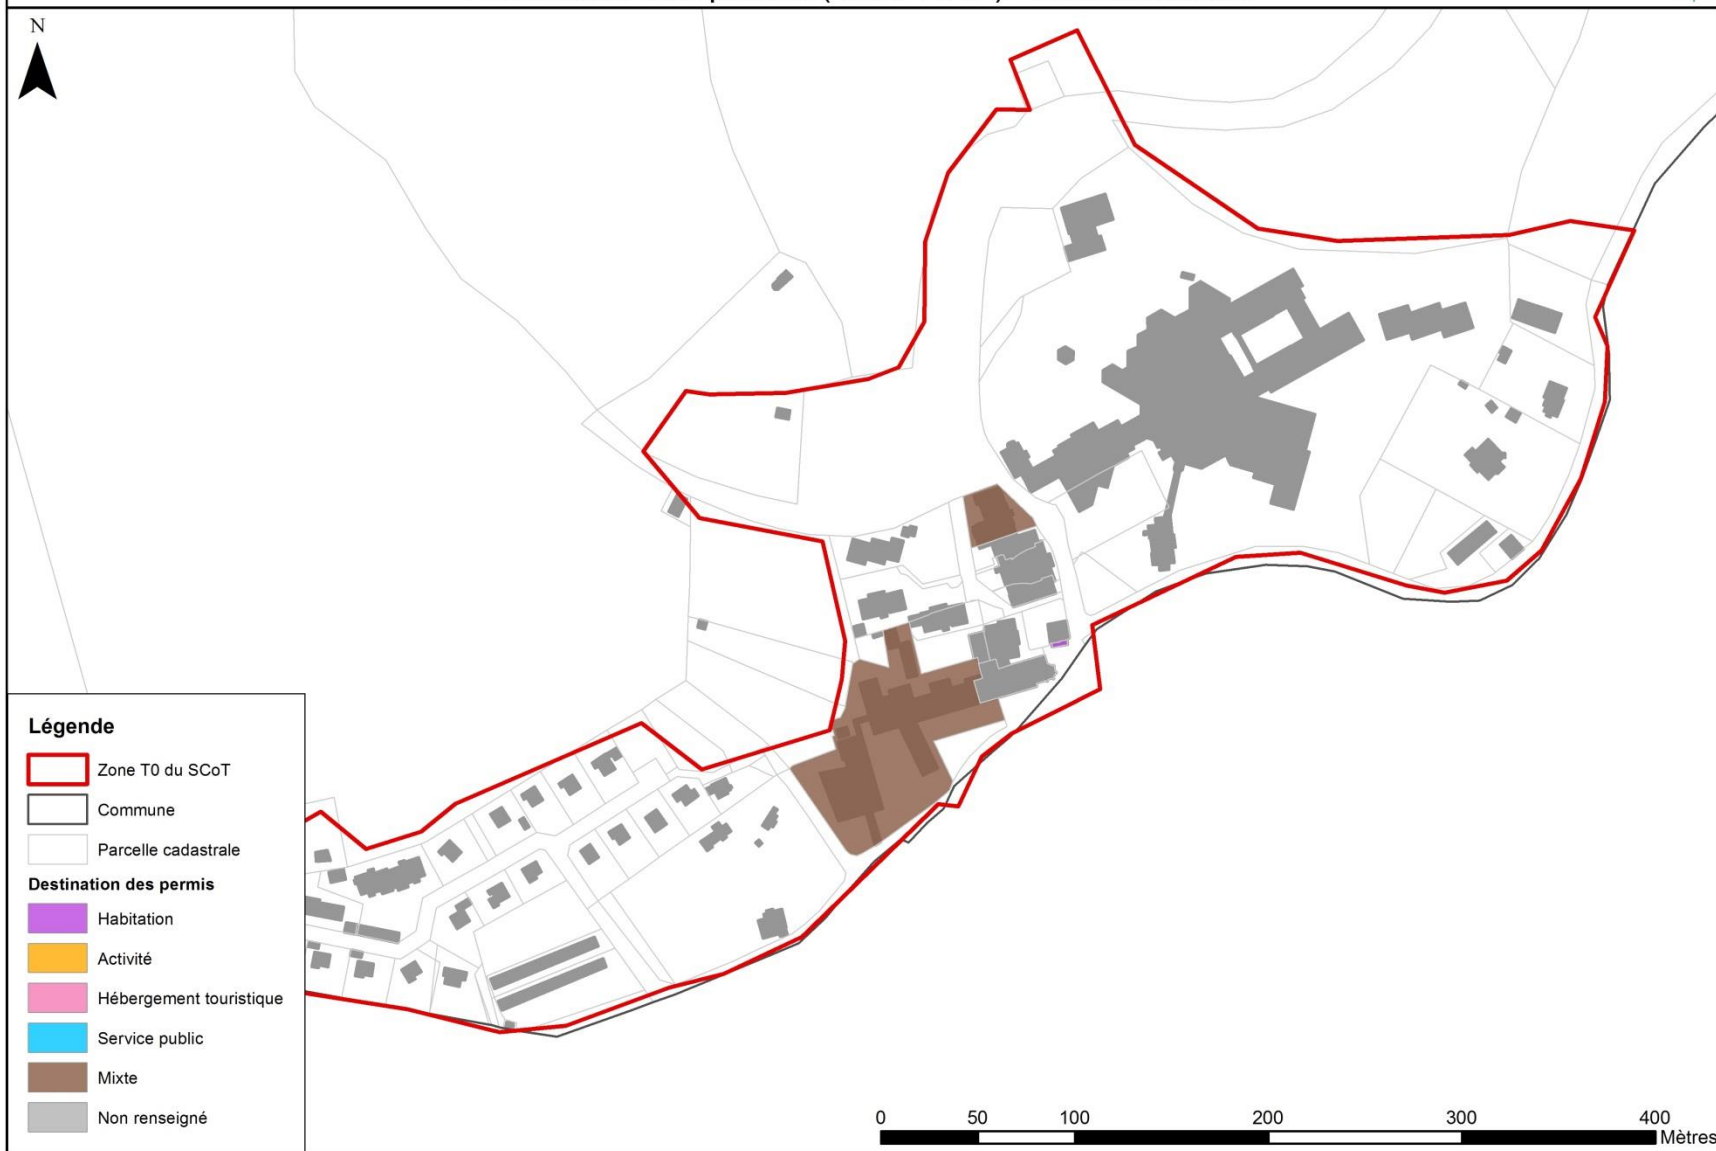 N
Légende
Zone T0 du SCoT
Commune
Parcelle cadastrale
Destination des permis
Habitation
Activité
Hébergement touristique
Service public
Mixte
Non renseigné
0 50 100 200 300 400
Mètres